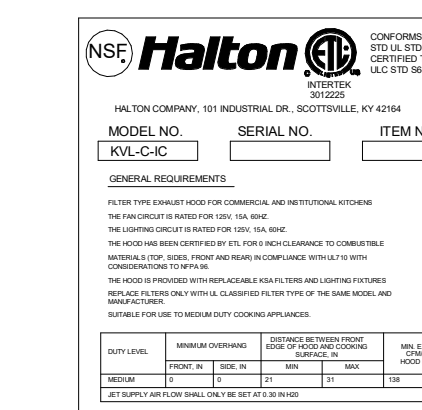 NSF
Halton
ETL
C LISTED US
INTERTEK
3012225
CONFORMS
STD UL STD
CERTIFIED
ULC STD S6
HALTON COMPANY, 101 INDUSTRIAL DR., SCOTTSVILLE, KY 42164
MODEL NO. SERIAL NO. ITEM N
KVL-C-IC
GENERAL REQUIREMENTS
FILTER TYPE EXHAUST HOOD FOR COMMERCIAL AND INSTITUTIONAL KITCHENS
THE FAN CIRCUIT IS RATED FOR 125V, 15A, 60HZ.
THE LIGHTING CIRCUIT IS RATED FOR 125V, 15A, 60HZ.
THE HOOD HAS BEEN CERTIFIED BY ETL FOR 0 INCH CLEARANCE TO COMBUSTIBLE
MATERIALS (TOP, SIDES, FRONT AND REAR) IN COMPLIANCE WITH UL710 WITH
CONSIDERATIONS TO NFPA 96.
THE HOOD IS PROVIDED WITH REPLACEABLE KSA FILTERS AND LIGHTING FIXTURES
REPLACE FILTERS ONLY WITH UL CLASSIFIED FILTER TYPE OF THE SAME MODEL AND
MANUFACTURER.
SUITABLE FOR USE TO MEDIUM DUTY COOKING APPLIANCES.
DUTY LEVEL
MINIMUM OVERHANG
DISTANCE BETWEEN FRONT
EDGE OF HOOD AND COOKING
SURFACE, IN
MIN. E
CFM
HOOD
FRONT, IN SIDE, IN MIN MAX
MEDIUM 0 0 21 31 138
JET SUPPLY AIR FLOW SHALL ONLY BE SET AT 0.30 IN H20